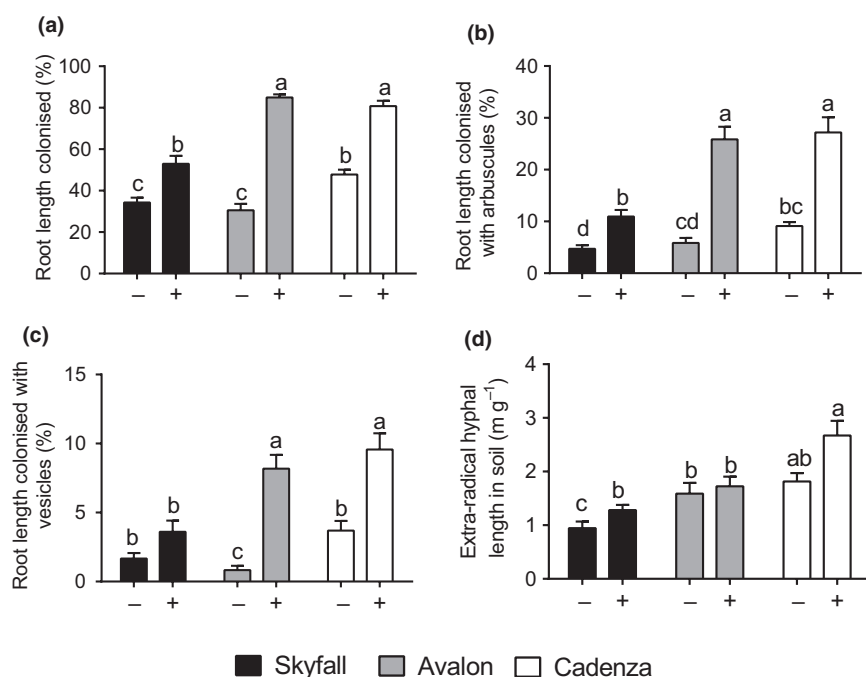 (a)
Root length colonised (%)
100
80
60
40
20
0
c
b
c
a
b
a
– + – + – +
(b)
Root length colonised
with arbuscules (%)
40
30
20
10
0
d
b
cd
a
bc
a
– + – + – +
(c)
Root length colonised with
vesicles (%)
15
10
5
0
b
b
c
a
b
a
– + – + – +
(d)
Extra-radical hyphal
length in soil (m g⁻¹)
4
3
2
1
0
c
b
b
b
ab
a
– + – + – +
Skyfall Avalon Cadenza